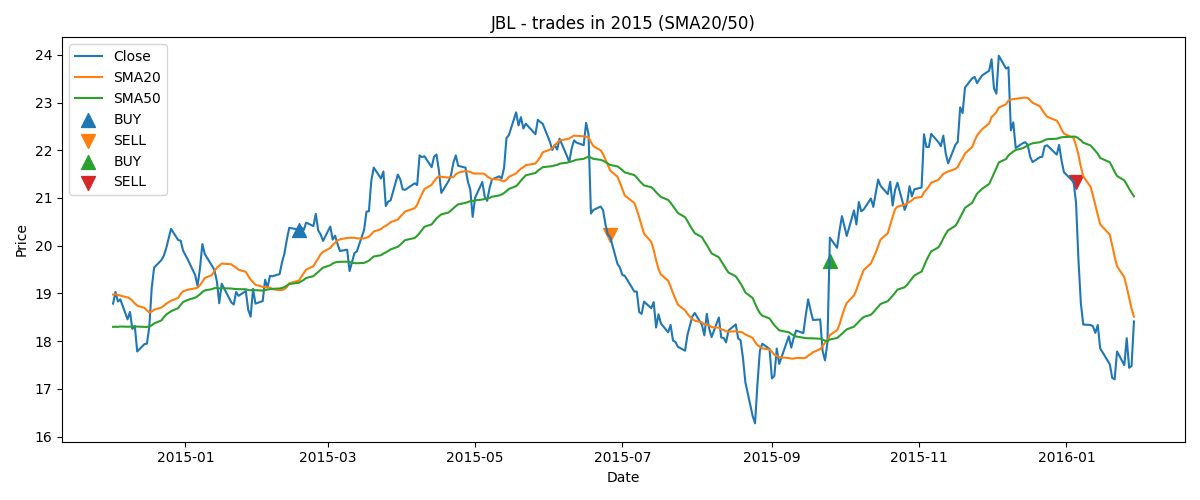 JBL - trades in 2015 (SMA20/50)
Close
SMA20
SMA50
BUY
SELL
BUY
SELL
Price
24
23
22
21
20
19
18
17
16
2015-01 2015-03 2015-05 2015-07 2015-09 2015-11 2016-01
Date